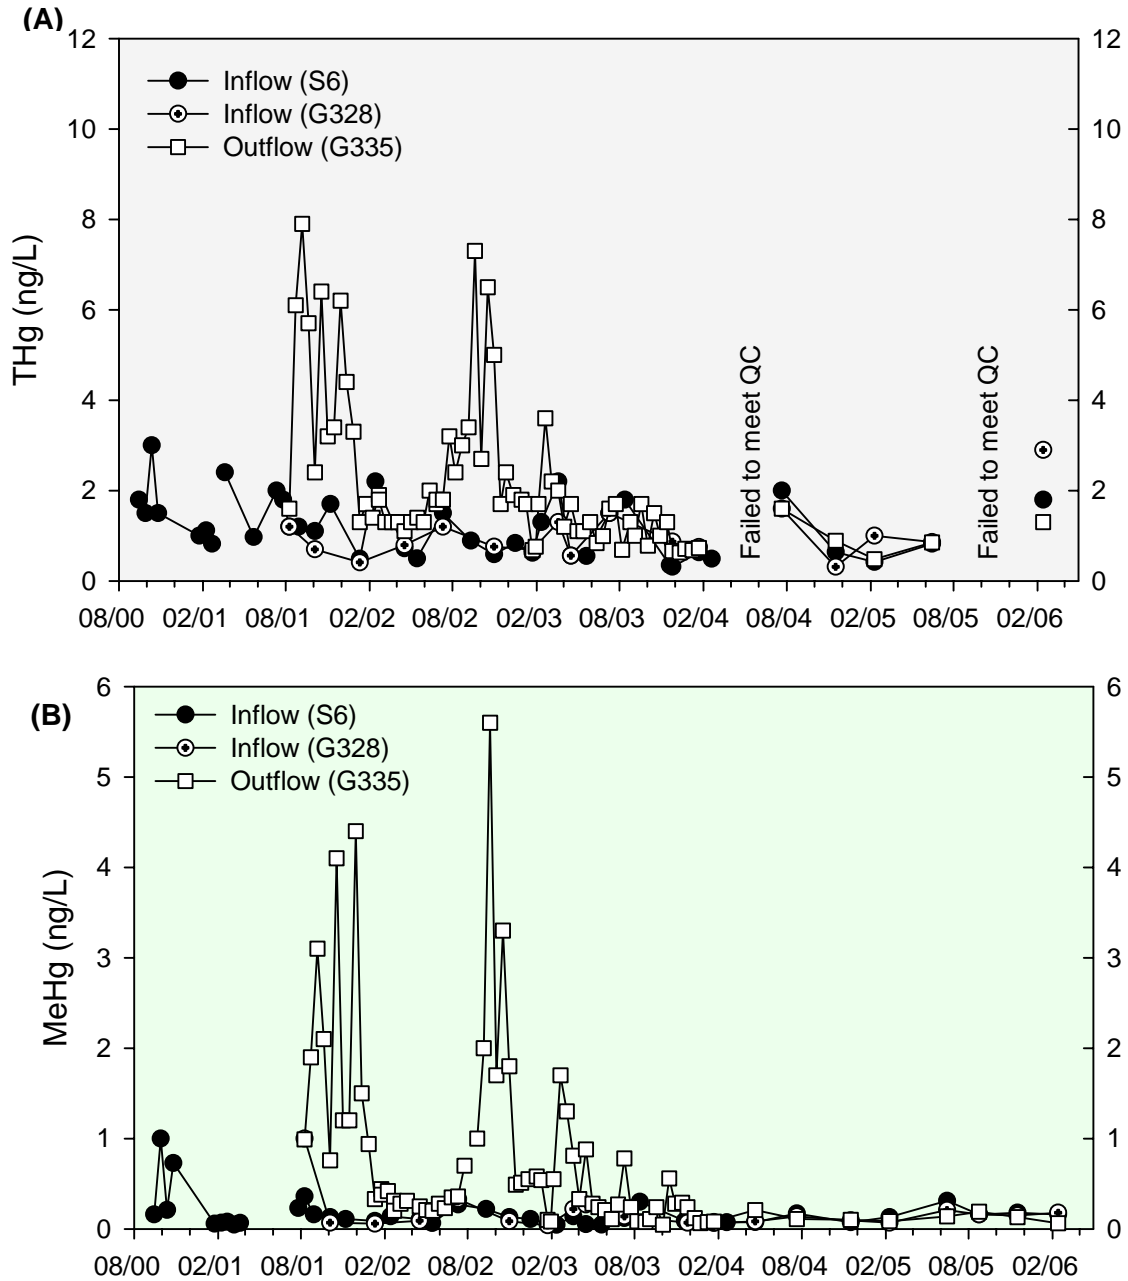 (A)
12 12
Inflow (S6)
Inflow (G328)
Outflow (G335)
10 10
8 8
THg (ng/L)
6 6
Failed to meet QC
Failed to meet QC
4 4
2 2
0 0
08/00 02/01 08/01 02/02 08/02 02/03 08/03 02/04 08/04 02/05 08/05 02/06
(B)
6 6
Inflow (S6)
Inflow (G328)
Outflow (G335)
5 5
4 4
MeHg (ng/L)
3 3
2 2
1 1
0 0
08/00 02/01 08/01 02/02 08/02 02/03 08/03 02/04 08/04 02/05 08/05 02/06